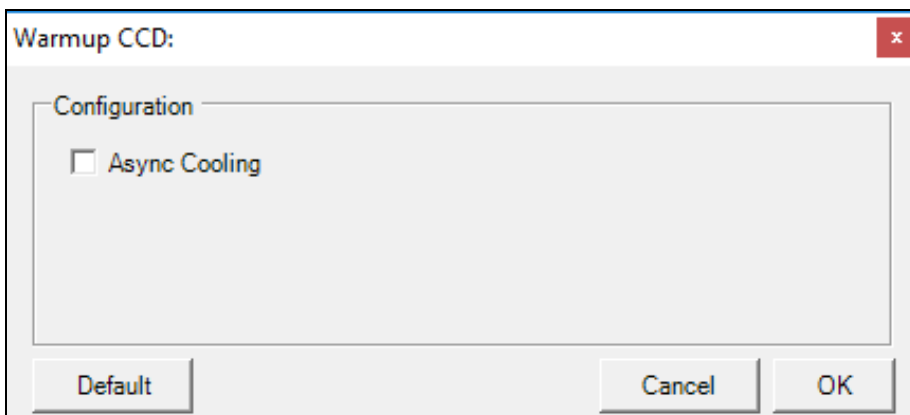 Warmup CCD:
x
Configuration
Async Cooling
Default Cancel OK